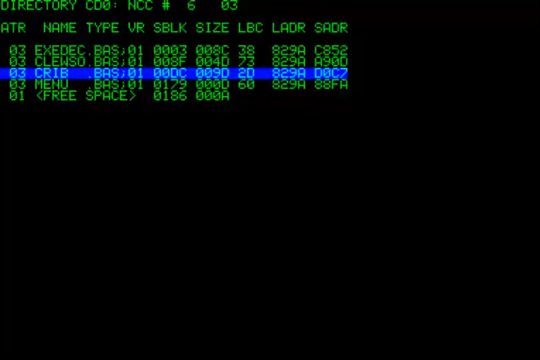 DIRECTORY CD0: NCC # 6 03
ATR NAME TYPE VR SBLK SIZE LBC LADR SADR
03 EXEDEC.BAS;01 0003 008C 38 829A C852
03 CLEWSO.BAS;01 008F 004D 73 829A A90D
03 CRIB .BAS;01 00DC 009D 2D 829A D0C7
03 MENU .BAS;01 0179 000D 60 829A 88FA
01 <FREE SPACE> 0186 000A